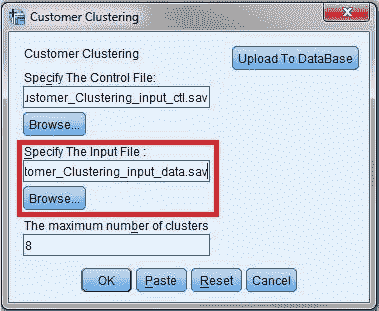 Customer Clustering
Customer Clustering
Upload To DataBase
Specify The Control File:
ustomer_Clustering_input_ctl.sav
Browse...
Specify The Input File :
tomer_Clustering_input_data.sav
Browse...
The maximum number of clusters
8
OK
Paste
Reset
Cancel